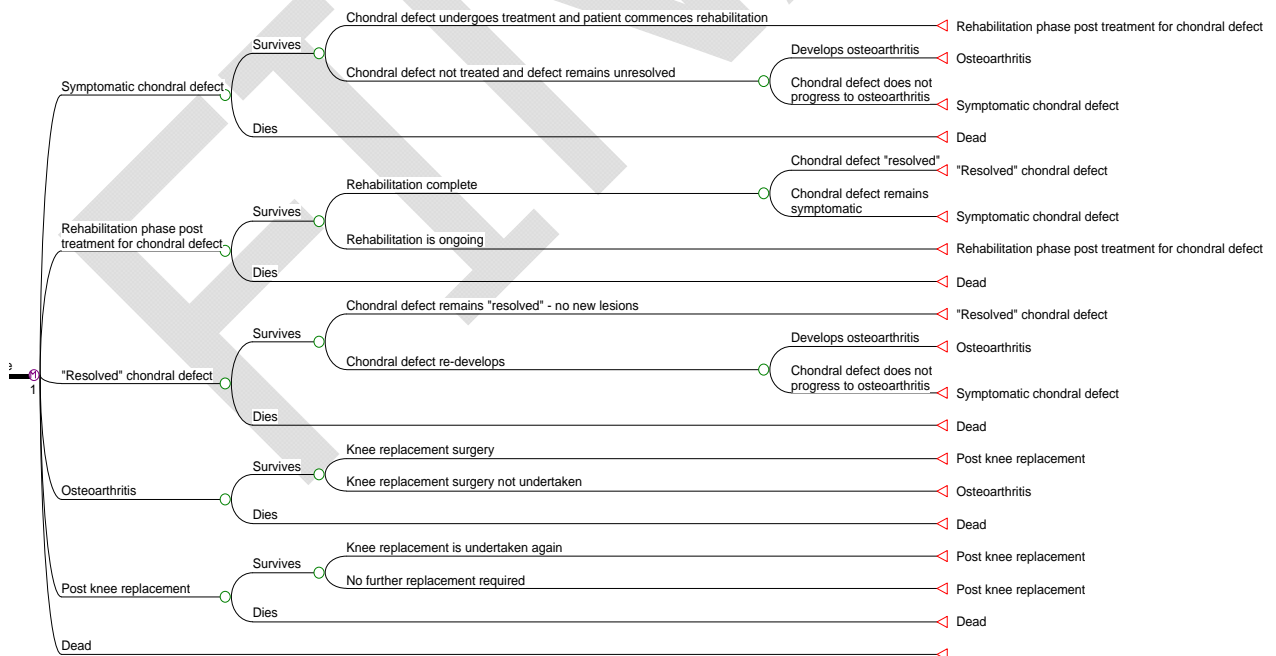 Chondral defect undergoes treatment and patient commences rehabilitation
Rehabilitation phase post treatment for chondral defect
Survives
Develops osteoarthritis
Osteoarthritis
Chondral defect not treated and defect remains unresolved
Chondral defect does not
progress to osteoarthritis
Symptomatic chondral defect
Symptomatic chondral defect
Dies
Dead
Chondral defect "resolved"
"Resolved" chondral defect
Rehabilitation complete
Chondral defect remains
symptomatic
Symptomatic chondral defect
Survives
Rehabilitation phase post
treatment for chondral defect
Rehabilitation is ongoing
Rehabilitation phase post treatment for chondral defect
Dies
Dead
Chondral defect remains "resolved" - no new lesions
"Resolved" chondral defect
Survives
Develops osteoarthritis
Osteoarthritis
Chondral defect re-develops
Chondral defect does not
progress to osteoarthritis
Symptomatic chondral defect
"Resolved" chondral defect
1
Dies
Dead
Knee replacement surgery
Post knee replacement
Survives
Knee replacement surgery not undertaken
Osteoarthritis
Osteoarthritis
Dies
Dead
Knee replacement is undertaken again
Post knee replacement
Survives
No further replacement required
Post knee replacement
Post knee replacement
Dies
Dead
Dead